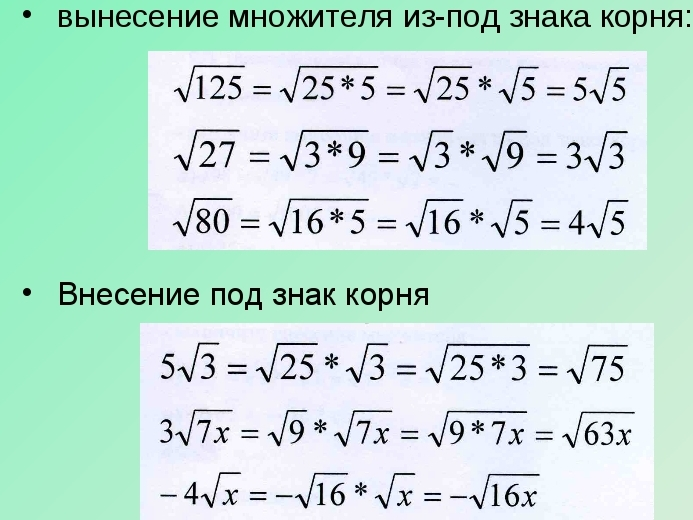 • вынесение множителя из-под знака корня:
√125 = √25*5 = √25 * √5 = 5√5
√27 = √3*9 = √3 * √9 = 3√3
√80 = √16*5 = √16 * √5 = 4√5
• Внесение под знак корня
5√3 = √25 * √3 = √25*3 = √75
3√7x = √9 * √7x = √9*7x = √63x
−4√x = −√16 * √x = −√16x